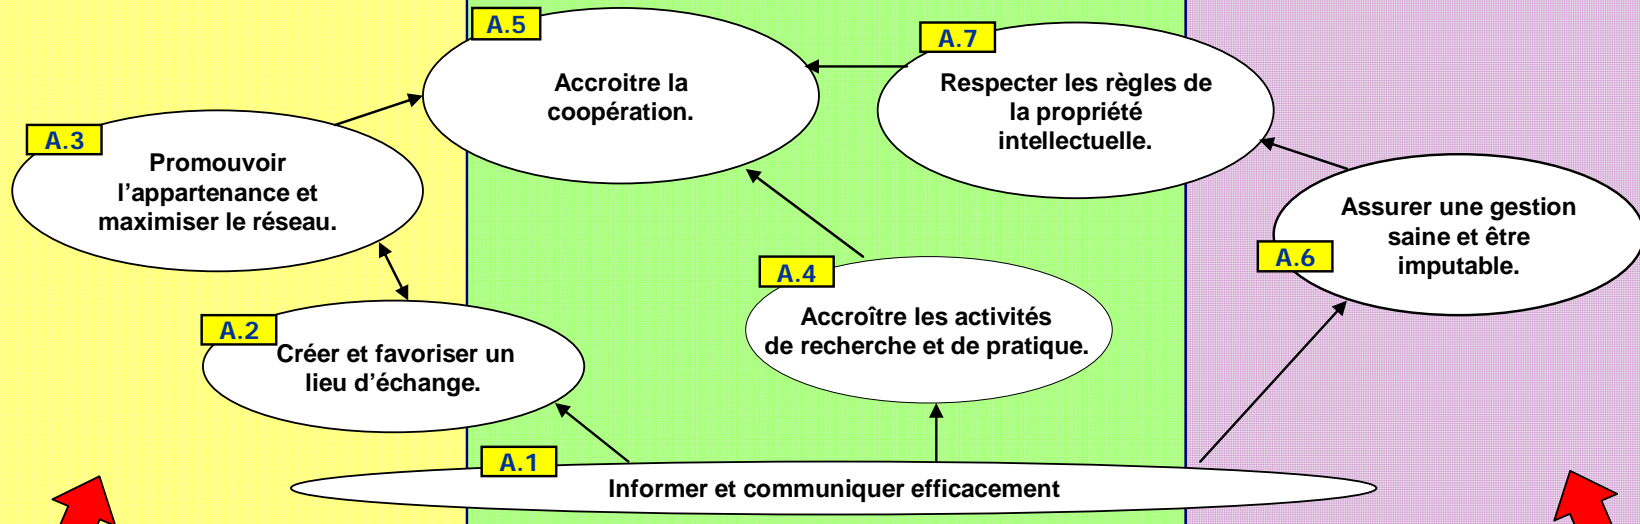 A.5
Accroitre la
coopération.
A.7
Respecter les règles de
la propriété
intellectuelle.
A.3
Promouvoir
l’appartenance et
maximiser le réseau.
A.6
Assurer une gestion
saine et être
imputable.
A.4
Accroître les activités
de recherche et de pratique.
A.2
Créer et favoriser un
lieu d’échange.
A.1
Informer et communiquer efficacement